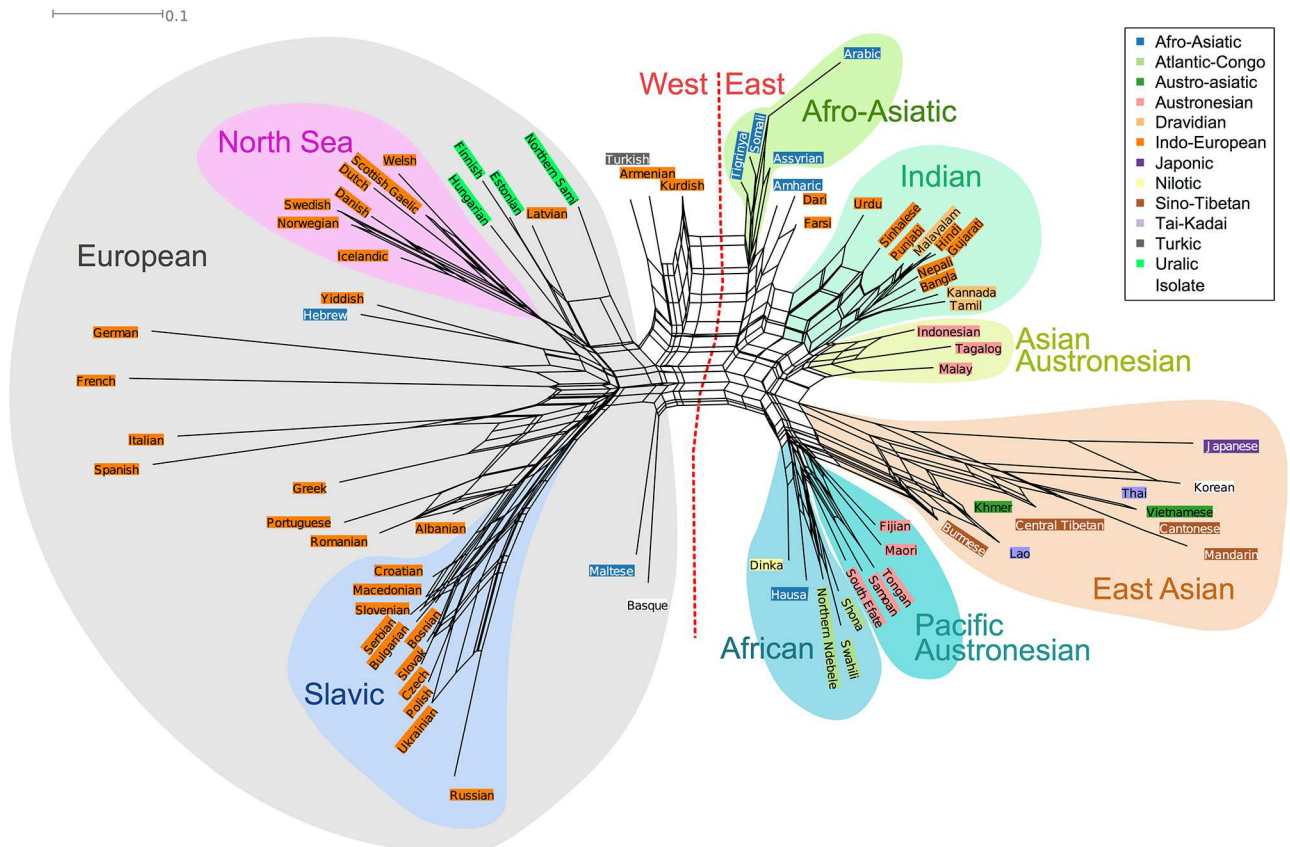 0.1
West East
Afro-Asiatic
Atlantic-Congo
Austro-asiatic
Austronesian
Dravidian
Indo-European
Japonic
Nilotic
Sino-Tibetan
Tai-Kadai
Turkic
Uralic
Isolate
European
North Sea
Welsh
Scottish Gaelic
Dutch
Danish
Swedish
Norwegian
Icelandic
Finnish
Hungarian
Estonian
Northern Sami
Latvian
Turkish
Armenian
Kurdish
Yiddish
Hebrew
German
French
Italian
Spanish
Greek
Portuguese
Romanian
Albanian
Slavic
Croatian
Macedonian
Slovenian
Serbian
Bulgarian
Bosnian
Slovak
Czech
Polish
Ukrainian
Russian
Maltese
Basque
Afro-Asiatic
Arabic
Tigrinya
Somali
Assyrian
Amharic
Dari
Farsi
Indian
Urdu
Sinhalese
Punjabi
Malayalam
Hindi
Gujarati
Nepali
Bangla
Kannada
Tamil
Asian
Austronesian
Indonesian
Tagalog
Malay
East Asian
Japanese
Korean
Thai
Vietnamese
Khmer
Central Tibetan
Cantonese
Mandarin
Burmese
Lao
African
Dinka
Hausa
Northern Ndebele
Shona
Swahili
Pacific
Austronesian
Fijian
Maori
Tongan
Samoan
South Efate